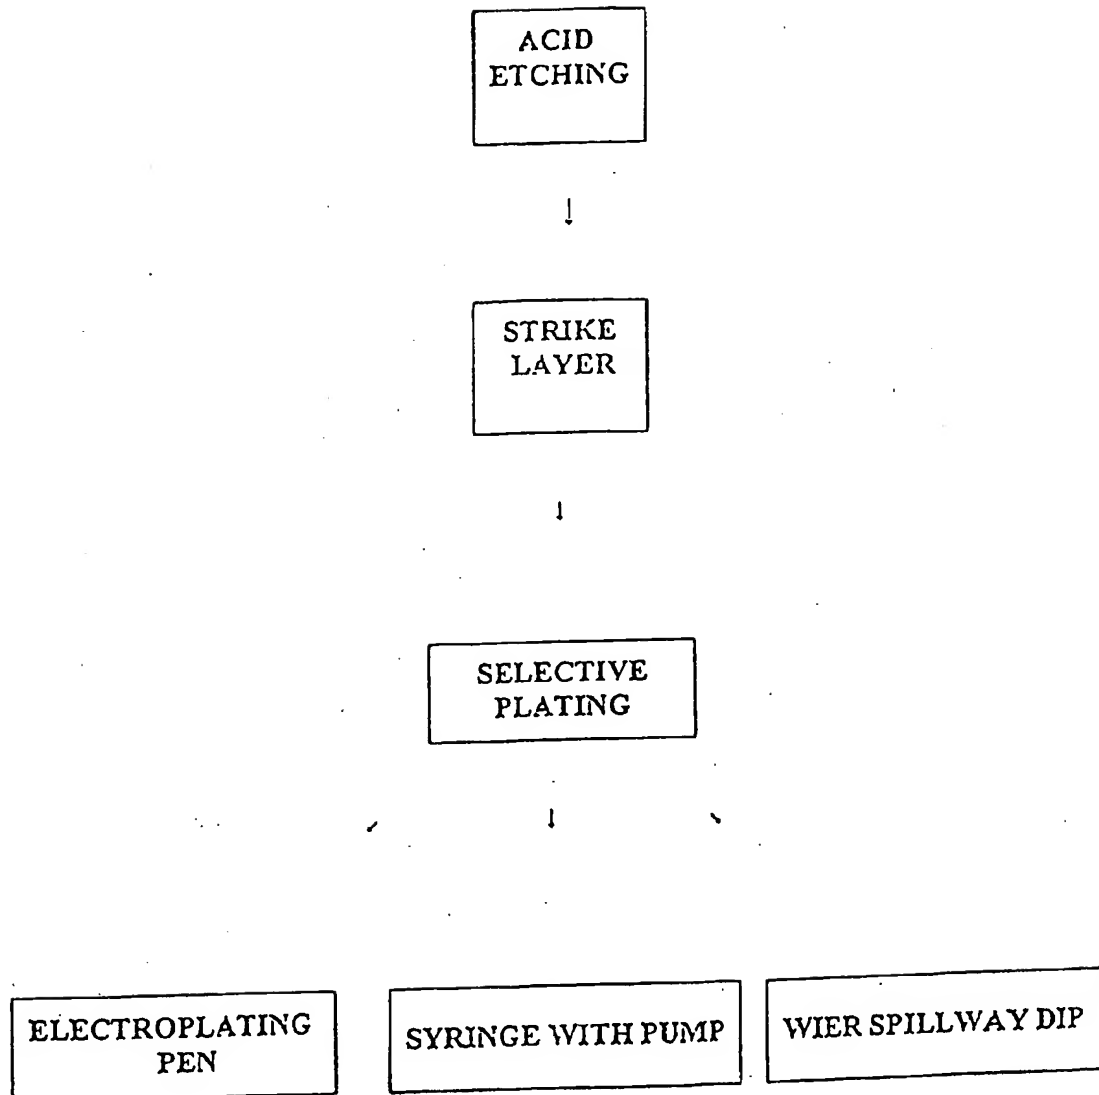 ACID
ETCHING
STRIKE
LAYER
SELECTIVE
PLATING
ELECTROPLATING
PEN
SYRINGE WITH PUMP
WIER SPILLWAY DIP